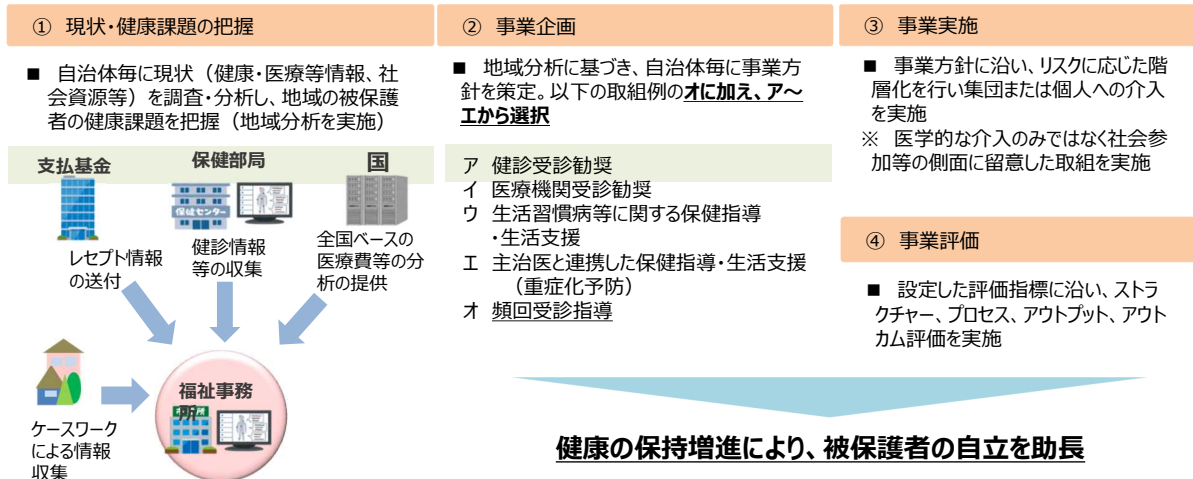 ① 現状・健康課題の把握
■ 自治体毎に現状（健康・医療等情報、社
会資源等）を調査・分析し、地域の被保護
者の健康課題を把握（地域分析を実施）
支払基金
保健部局
国
保健センター
レセプト情報
の送付
健診情報
等の収集
全国ベースの
医療費等の分
析の提供
福祉事務
所
ケースワーク
による情報
収集
② 事業企画
■ 地域分析に基づき、自治体毎に事業方
針を策定。以下の取組例のオに加え、ア～
エから選択
ア 健診受診勧奨
イ 医療機関受診勧奨
ウ 生活習慣病等に関する保健指導
・生活支援
エ 主治医と連携した保健指導・生活支援
（重症化予防）
オ 頻回受診指導
③ 事業実施
■ 事業方針に沿い、リスクに応じた階
層化を行い集団または個人への介入
を実施
※ 医学的な介入のみではなく社会参
加等の側面に留意した取組を実施
④ 事業評価
■ 設定した評価指標に沿い、ストラ
クチャー、プロセス、アウトプット、アウト
カム評価を実施
健康の保持増進により、被保護者の自立を助長